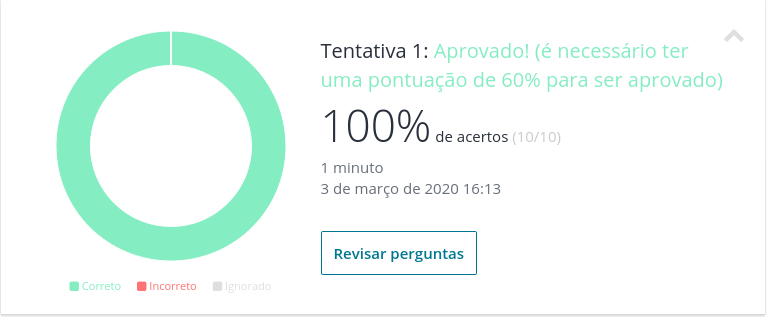 Tentativa 1: Aprovado! (é necessário ter
uma pontuação de 60% para ser aprovado)
100% de acertos (10/10)
1 minuto
3 de março de 2020 16:13
Revisar perguntas
Correto Incorreto Ignorado